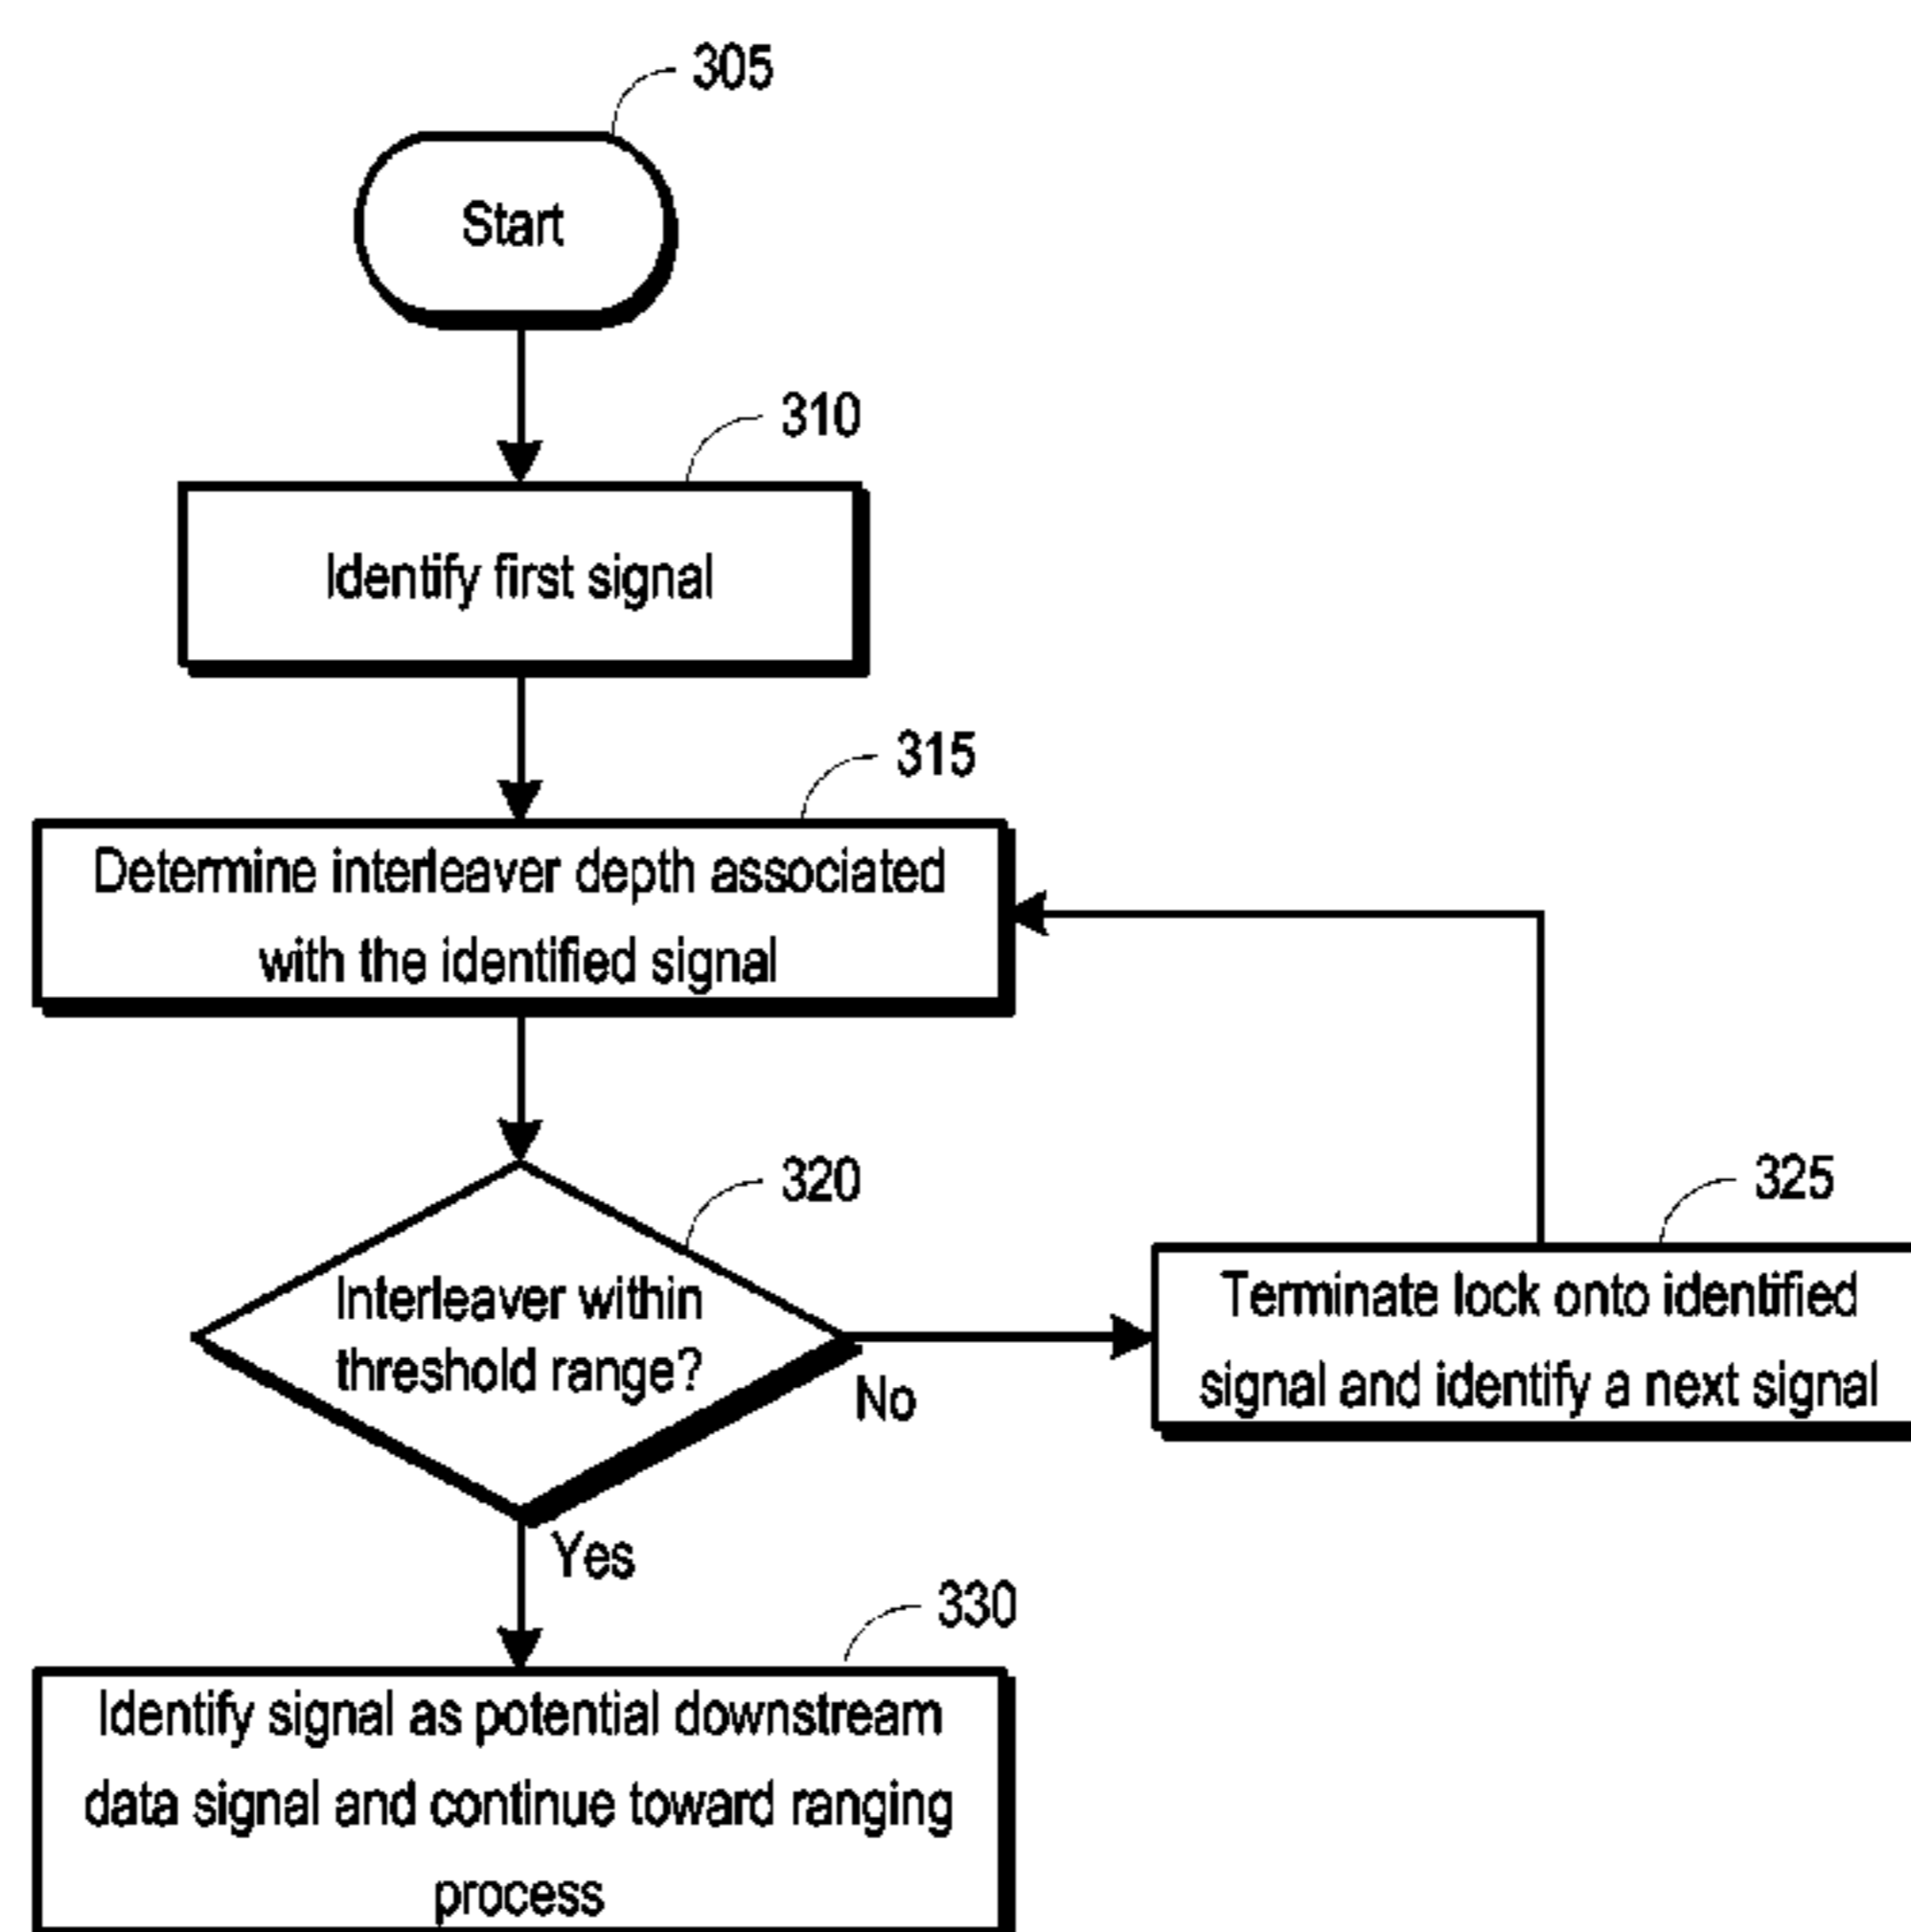 305
Start
310
Identify first signal
315
Determine interleaver depth associated
with the identified signal
320
Interleaver within
threshold range?
No
325
Terminate lock onto identified
signal and identify a next signal
Yes
330
Identify signal as potential downstream
data signal and continue toward ranging
process